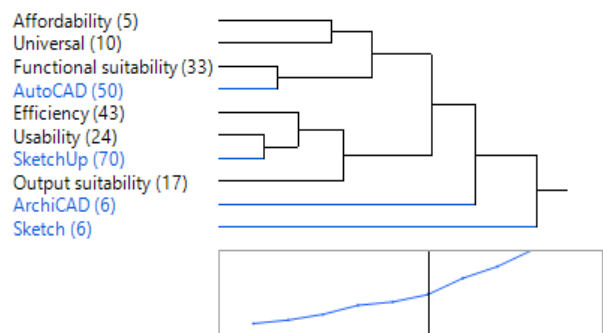 Affordability (5)
Universal (10)
Functional suitability (33)
AutoCAD (50)
Efficiency (43)
Usability (24)
SketchUp (70)
Output suitability (17)
ArchiCAD (6)
Sketch (6)